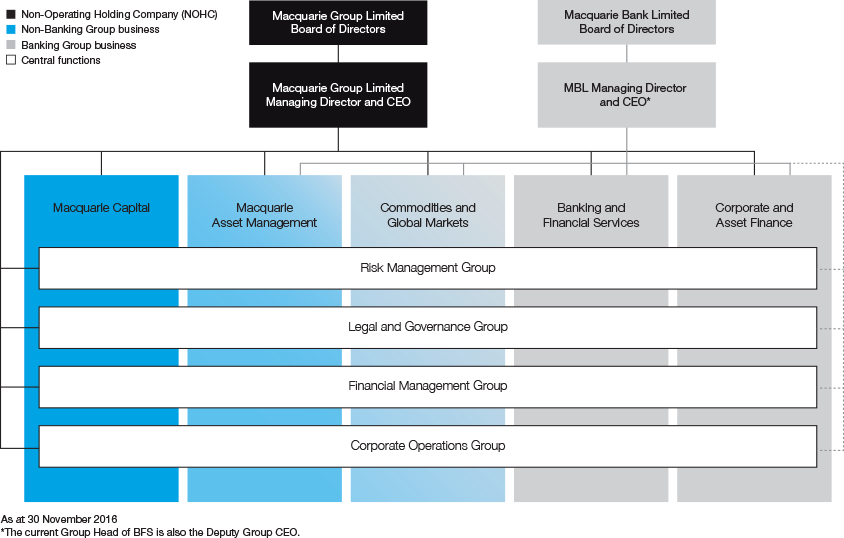 Non-Operating Holding Company (NOHC)
Non-Banking Group business
Banking Group business
Central functions
Macquarie Group Limited
Board of Directors
Macquarie Bank Limited
Board of Directors
Macquarie Group Limited
Managing Director and CEO
MBL Managing Director
and CEO*
Macquarie Capital
Macquarie
Asset Management
Commodities and
Global Markets
Banking and
Financial Services
Corporate and
Asset Finance
Risk Management Group
Legal and Governance Group
Financial Management Group
Corporate Operations Group
As at 30 November 2016
*The current Group Head of BFS is also the Deputy Group CEO.